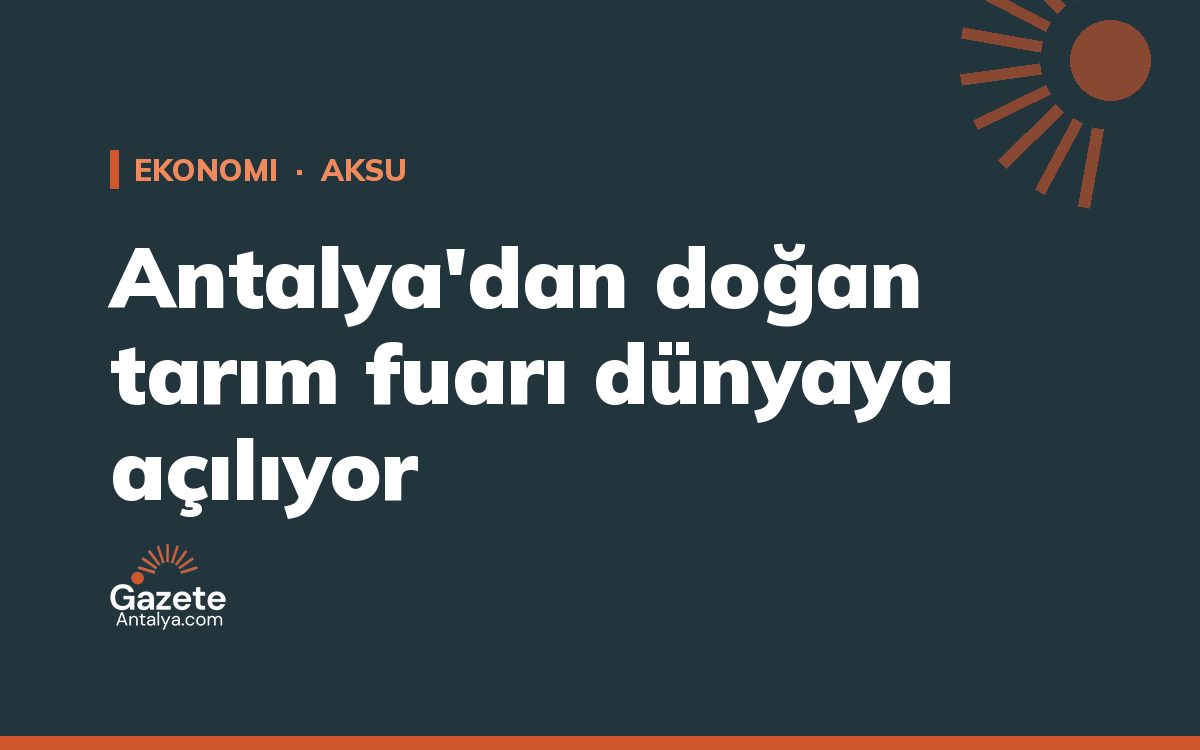 EKONOMI · AKSU
Antalya'dan doğan
tarım fuarı dünyaya
açılıyor
Gazete
Antalya.com